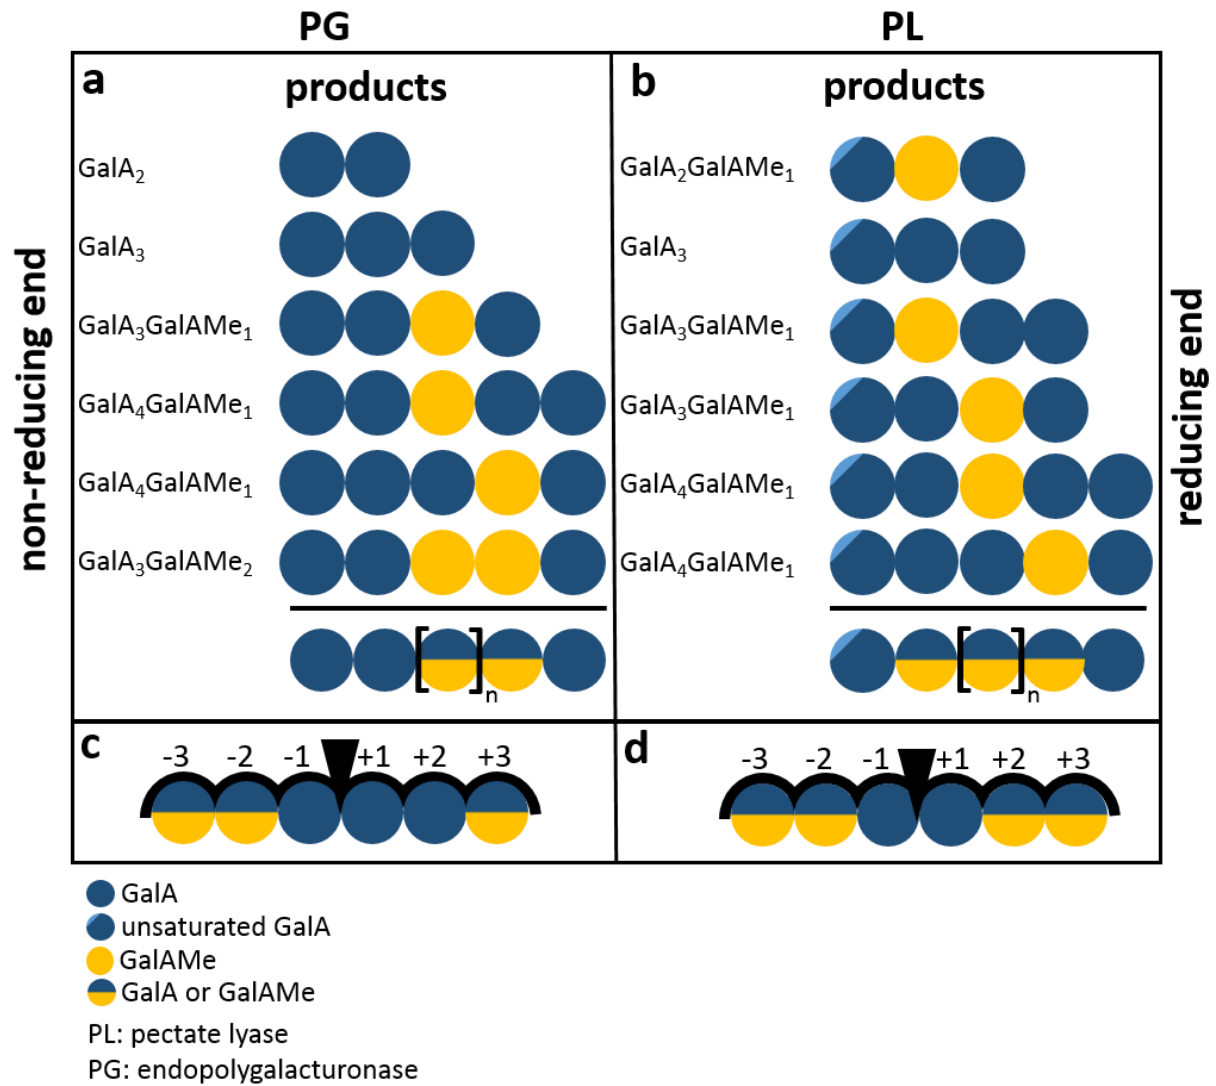 PG
PL
a
products
GalA₂
GalA₃
GalA₃GalAMe₁
GalA₄GalAMe₁
GalA₄GalAMe₁
GalA₃GalAMe₂
[ ]n
b
products
GalA₂GalAMe₁
GalA₃
GalA₃GalAMe₁
GalA₃GalAMe₁
GalA₄GalAMe₁
GalA₄GalAMe₁
[ ]n
non-reducing end
reducing end
c
-3 -2 -1 +1 +2 +3
d
-3 -2 -1 +1 +2 +3
GalA
unsaturated GalA
GalAMe
GalA or GalAMe
PL: pectate lyase
PG: endopolygalacturonase